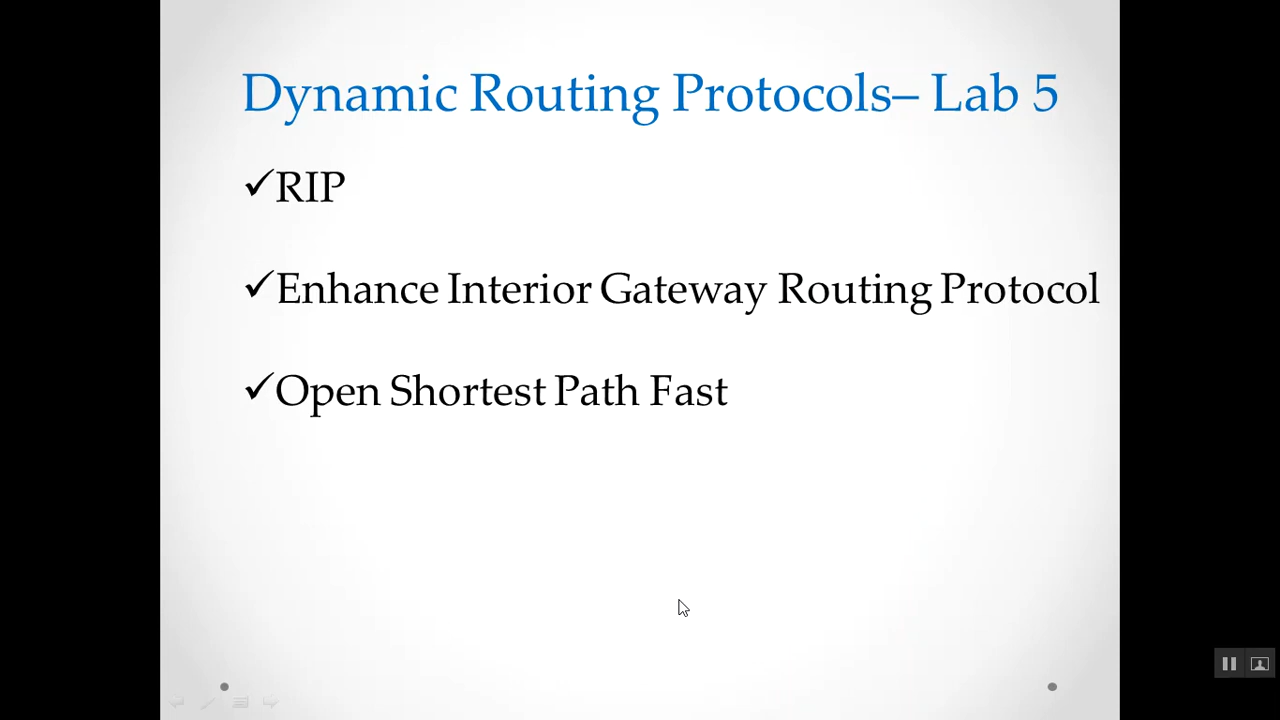 Dynamic Routing Protocols– Lab 5
✓RIP
✓Enhance Interior Gateway Routing Protocol
✓Open Shortest Path Fast